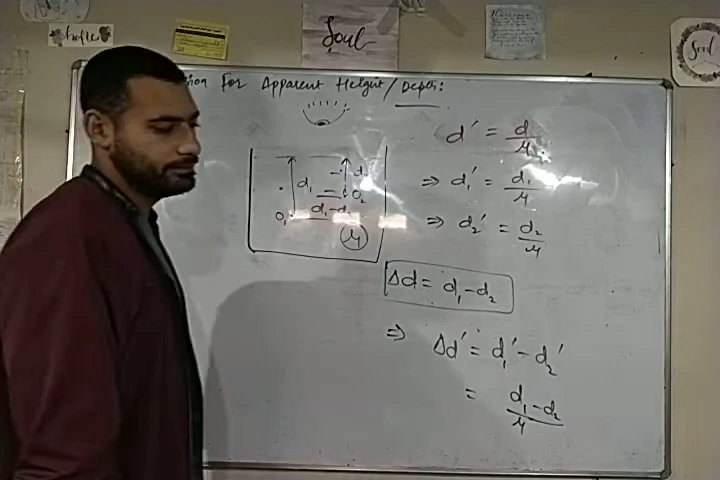 Soul
Soul
For Apparent Height / Depth:
d' = d/μ
⇒ d₁' = d₁/μ
⇒ d₂' = d₂/μ
d₁
O₂
d₁-d₂
O₁
μ
Δd = d₁-d₂
⇒ Δd' = d₁' - d₂'
= d₁-d₂/μ